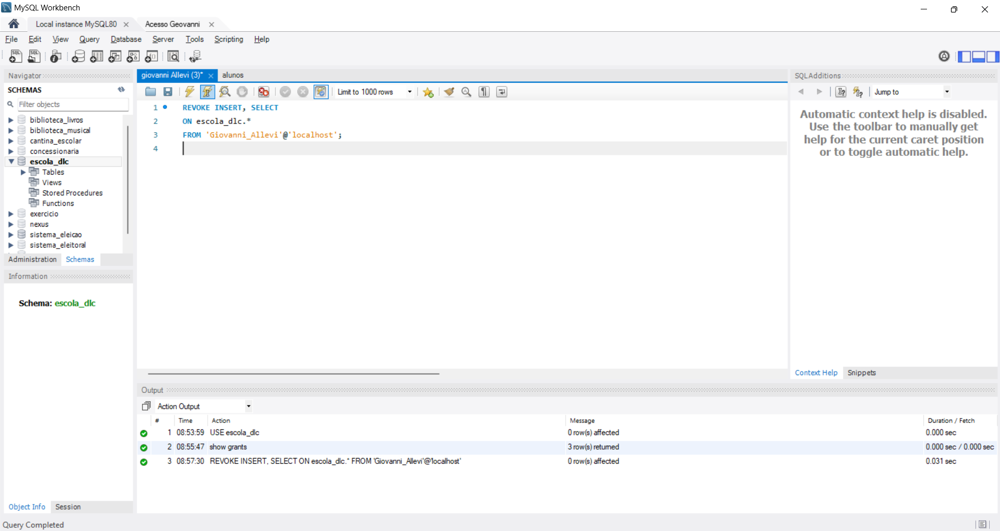 MySQL Workbench
Local instance MySQL80
Acesso Geovanni
File Edit View Query Database Server Tools Scripting Help
Navigator
SCHEMAS
Filter objects
biblioteca_livros
biblioteca_musical
cantina_escolar
concessionaria
escola_dlc
Tables
Views
Stored Procedures
Functions
exercicio
nexus
sistema_eleicao
sistema_eleitoral
Administration Schemas
Information
Schema: escola_dlc
Object Info Session
giovanni Allevi (3)* alunos
Limit to 1000 rows
1 REVOKE INSERT, SELECT
2 ON escola_dlc.*
3 FROM 'Giovanni_Allevi'@'localhost';
4
SQLAdditions
Jump to
Automatic context help is disabled.
Use the toolbar to manually get
help for the current caret position
or to toggle automatic help.
Context Help Snippets
Output
Action Output
# Time Action Message Duration / Fetch
1 08:53:59 USE escola_dlc 0 row(s) affected 0.000 sec
2 08:55:47 show grants 3 row(s) returned 0.000 sec / 0.000 sec
3 08:57:30 REVOKE INSERT, SELECT ON escola_dlc.* FROM 'Giovanni_Allevi'@'localhost' 0 row(s) affected 0.031 sec
Query Completed